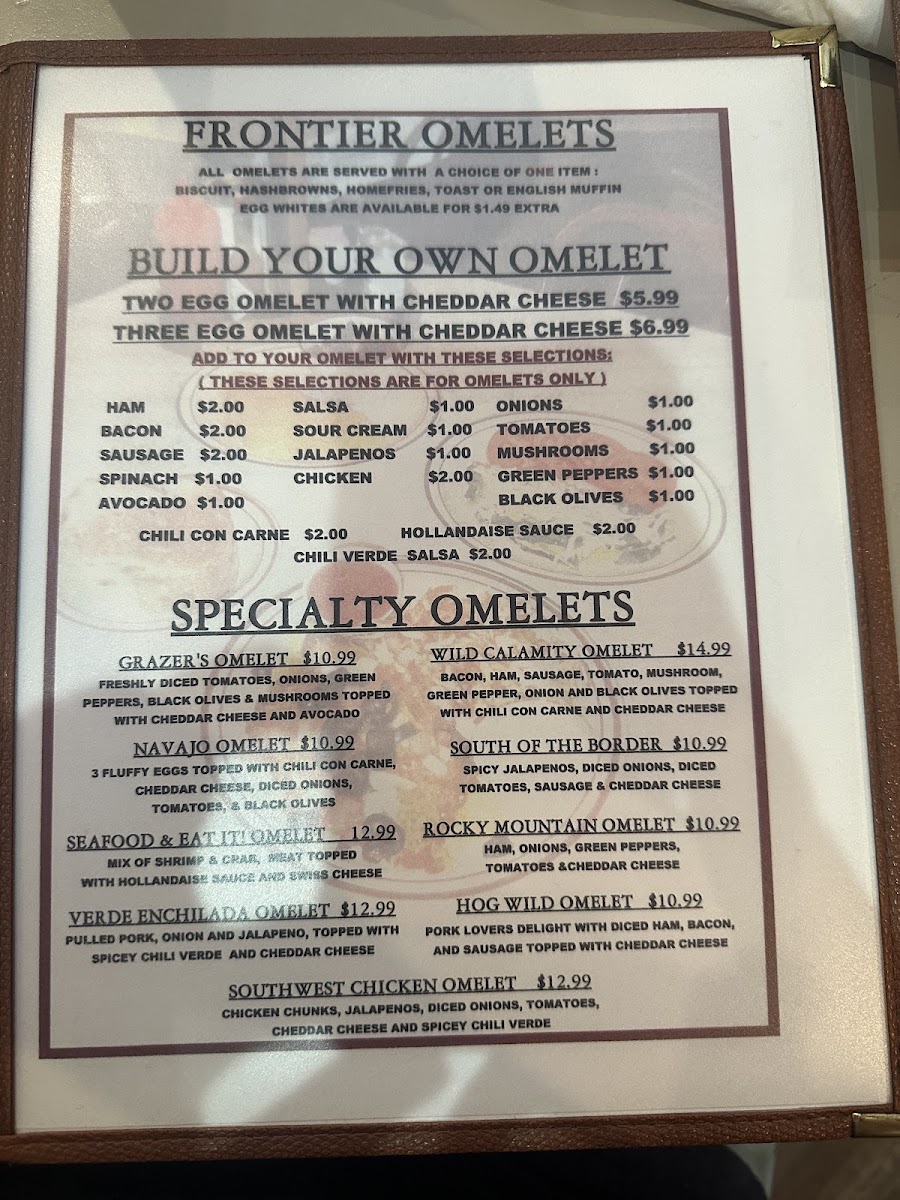 FRONTIER OMELETS
ALL OMELETS ARE SERVED WITH A CHOICE OF ONE ITEM :
BISCUIT, HASHBROWNS, HOMEFRIES, TOAST OR ENGLISH MUFFIN
EGG WHITES ARE AVAILABLE FOR $1.49 EXTRA
BUILD YOUR OWN OMELET
TWO EGG OMELET WITH CHEDDAR CHEESE $5.99
THREE EGG OMELET WITH CHEDDAR CHEESE $6.99
ADD TO YOUR OMELET WITH THESE SELECTIONS:
( THESE SELECTIONS ARE FOR OMELETS ONLY )
HAM $2.00 SALSA $1.00 ONIONS $1.00
BACON $2.00 SOUR CREAM $1.00 TOMATOES $1.00
SAUSAGE $2.00 JALAPENOS $1.00 MUSHROOMS $1.00
SPINACH $1.00 CHICKEN $2.00 GREEN PEPPERS $1.00
AVOCADO $1.00 BLACK OLIVES $1.00
CHILI CON CARNE $2.00 HOLLANDAISE SAUCE $2.00
CHILI VERDE SALSA $2.00
SPECIALTY OMELETS
GRAZER'S OMELET $10.99
FRESHLY DICED TOMATOES, ONIONS, GREEN
PEPPERS, BLACK OLIVES & MUSHROOMS TOPPED
WITH CHEDDAR CHEESE AND AVOCADO
WILD CALAMITY OMELET $14.99
BACON, HAM, SAUSAGE, TOMATO, MUSHROOM,
GREEN PEPPER, ONION AND BLACK OLIVES TOPPED
WITH CHILI CON CARNE AND CHEDDAR CHEESE
NAVAJO OMELET $10.99
3 FLUFFY EGGS TOPPED WITH CHILI CON CARNE,
CHEDDAR CHEESE, DICED ONIONS,
TOMATOES, & BLACK OLIVES
SOUTH OF THE BORDER $10.99
SPICY JALAPENOS, DICED ONIONS, DICED
TOMATOES, SAUSAGE & CHEDDAR CHEESE
SEAFOOD & EAT IT! OMELET 12.99
MIX OF SHRIMP & CRAB, MEAT TOPPED
WITH HOLLANDAISE SAUCE AND SWISS CHEESE
ROCKY MOUNTAIN OMELET $10.99
HAM, ONIONS, GREEN PEPPERS,
TOMATOES &CHEDDAR CHEESE
VERDE ENCHILADA OMELET $12.99
PULLED PORK, ONION AND JALAPENO, TOPPED WITH
SPICEY CHILI VERDE AND CHEDDAR CHEESE
HOG WILD OMELET $10.99
PORK LOVERS DELIGHT WITH DICED HAM, BACON,
AND SAUSAGE TOPPED WITH CHEDDAR CHEESE
SOUTHWEST CHICKEN OMELET $12.99
CHICKEN CHUNKS, JALAPENOS, DICED ONIONS, TOMATOES,
CHEDDAR CHEESE AND SPICEY CHILI VERDE